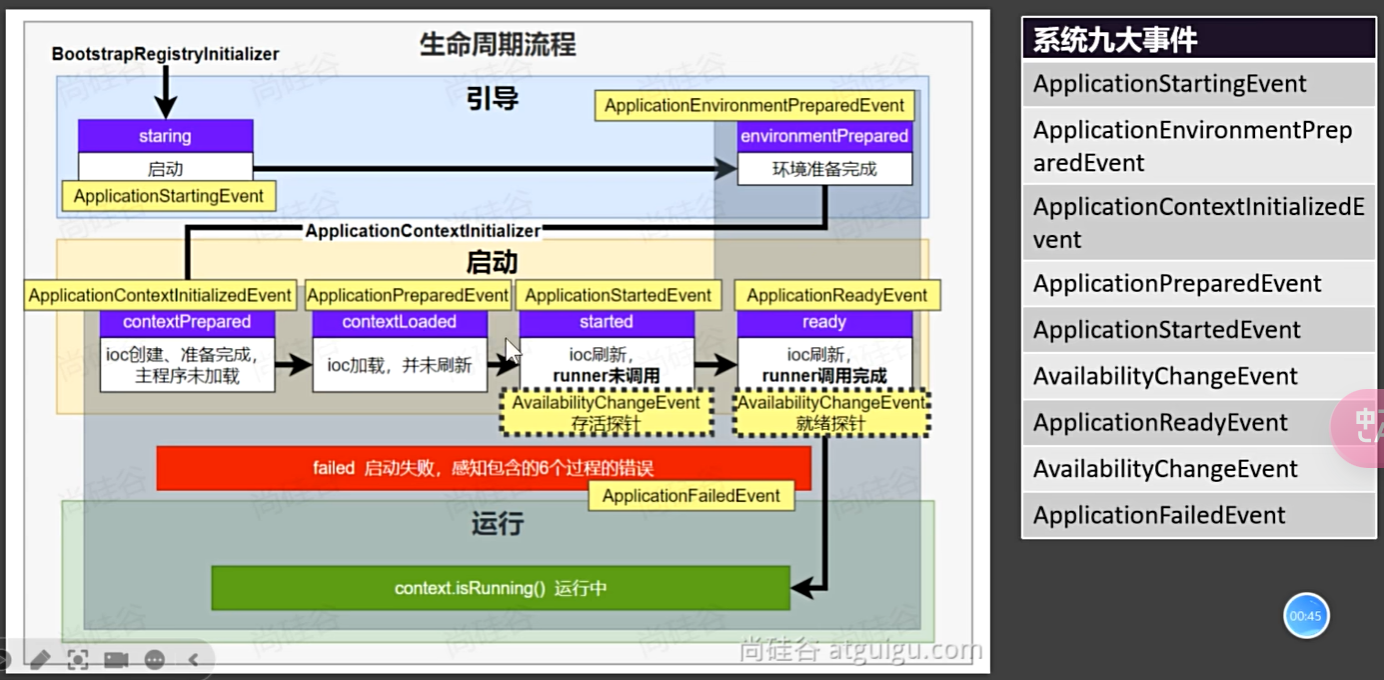 生命周期流程
BootstrapRegistryInitializer
引导
ApplicationEnvironmentPreparedEvent
staring
environmentPrepared
启动
环境准备完成
ApplicationStartingEvent
ApplicationContextInitializer
启动
ApplicationContextInitializedEvent
ApplicationPreparedEvent
ApplicationStartedEvent
ApplicationReadyEvent
contextPrepared
contextLoaded
started
ready
ioc创建、准备完成，
主程序未加载
ioc加载，并未刷新
ioc刷新，
runner未调用
ioc刷新，
runner调用完成
AvailabilityChangeEvent
存活探针
AvailabilityChangeEvent
就绪探针
failed 启动失败，感知包含的6个过程的错误
ApplicationFailedEvent
运行
context.isRunning() 运行中
尚硅谷 atguigu.com
系统九大事件
ApplicationStartingEvent
ApplicationEnvironmentPrep
aredEvent
ApplicationContextInitializedE
vent
ApplicationPreparedEvent
ApplicationStartedEvent
AvailabilityChangeEvent
ApplicationReadyEvent
AvailabilityChangeEvent
ApplicationFailedEvent
中
00:45